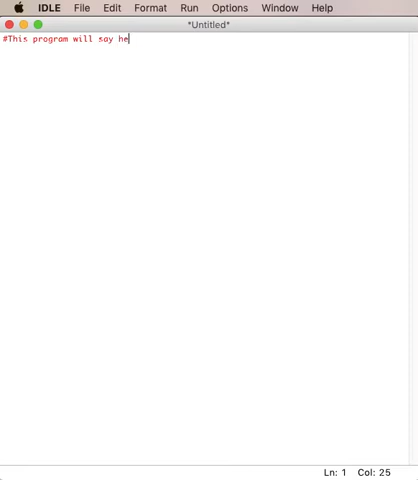 IDLE File Edit Format Run Options Window Help
*Untitled*
#This program will say he
Ln: 1 Col: 25